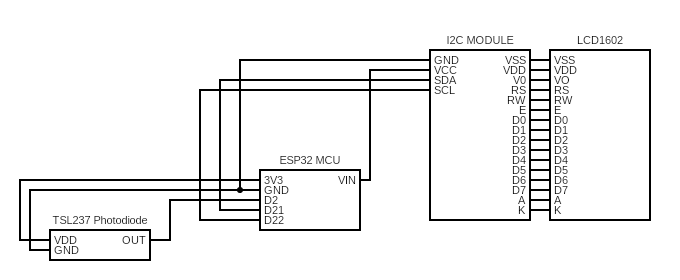 I2C MODULE
GND
VCC
SDA
SCL
VSS
VDD
V0
RS
RW
E
D0
D1
D2
D3
D4
D5
D6
D7
A
K
LCD1602
VSS
VDD
VO
RS
RW
E
D0
D1
D2
D3
D4
D5
D6
D7
A
K
ESP32 MCU
3V3
GND
D2
D21
D22
VIN
TSL237 Photodiode
VDD
GND
OUT